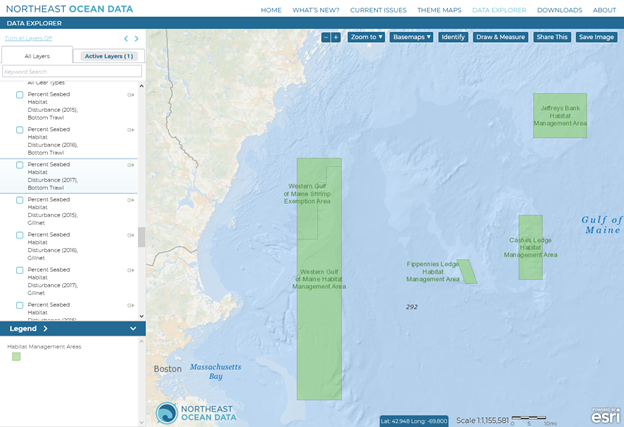 NORTHEAST OCEAN DATA
HOME WHAT'S NEW? CURRENT ISSUES THEME MAPS DATA EXPLORER DOWNLOADS ABOUT
DATA EXPLORER
Turn all Layers Off
All Layers
Active Layers ( 1 )
Keyword Search
All Gear Types
Percent Seabed
Habitat
Disturbance (2015),
Bottom Trawl
Percent Seabed
Habitat
Disturbance (2016),
Bottom Trawl
Percent Seabed
Habitat
Disturbance (2017),
Bottom Trawl
Percent Seabed
Habitat
Disturbance (2015),
Gillnet
Percent Seabed
Habitat
Disturbance (2016),
Gillnet
Percent Seabed
Habitat
Disturbance (2017),
Gillnet
Percent Seabed
Habitat
Disturbance (2015),
Legend
Habitat Management Areas
− + Zoom to ▼ Basemaps ▼ Identify Draw & Measure Share This Save Image
Jeffreys Bank
Habitat
Management Area
Western Gulf
of Maine Shrimp
Exemption Area
Gulf of
Maine
Cashes Ledge
Habitat
Management Area
Fippennies Ledge
Habitat
Management Area
Western Gulf
of Maine Habitat
Management Area
292
Boston
Massachusetts
Bay
NORTHEAST
OCEAN DATA
Lat: 42.948 Long: -69.800
Scale 1:1,155,581
0 5 10mi
POWERED BY
esri